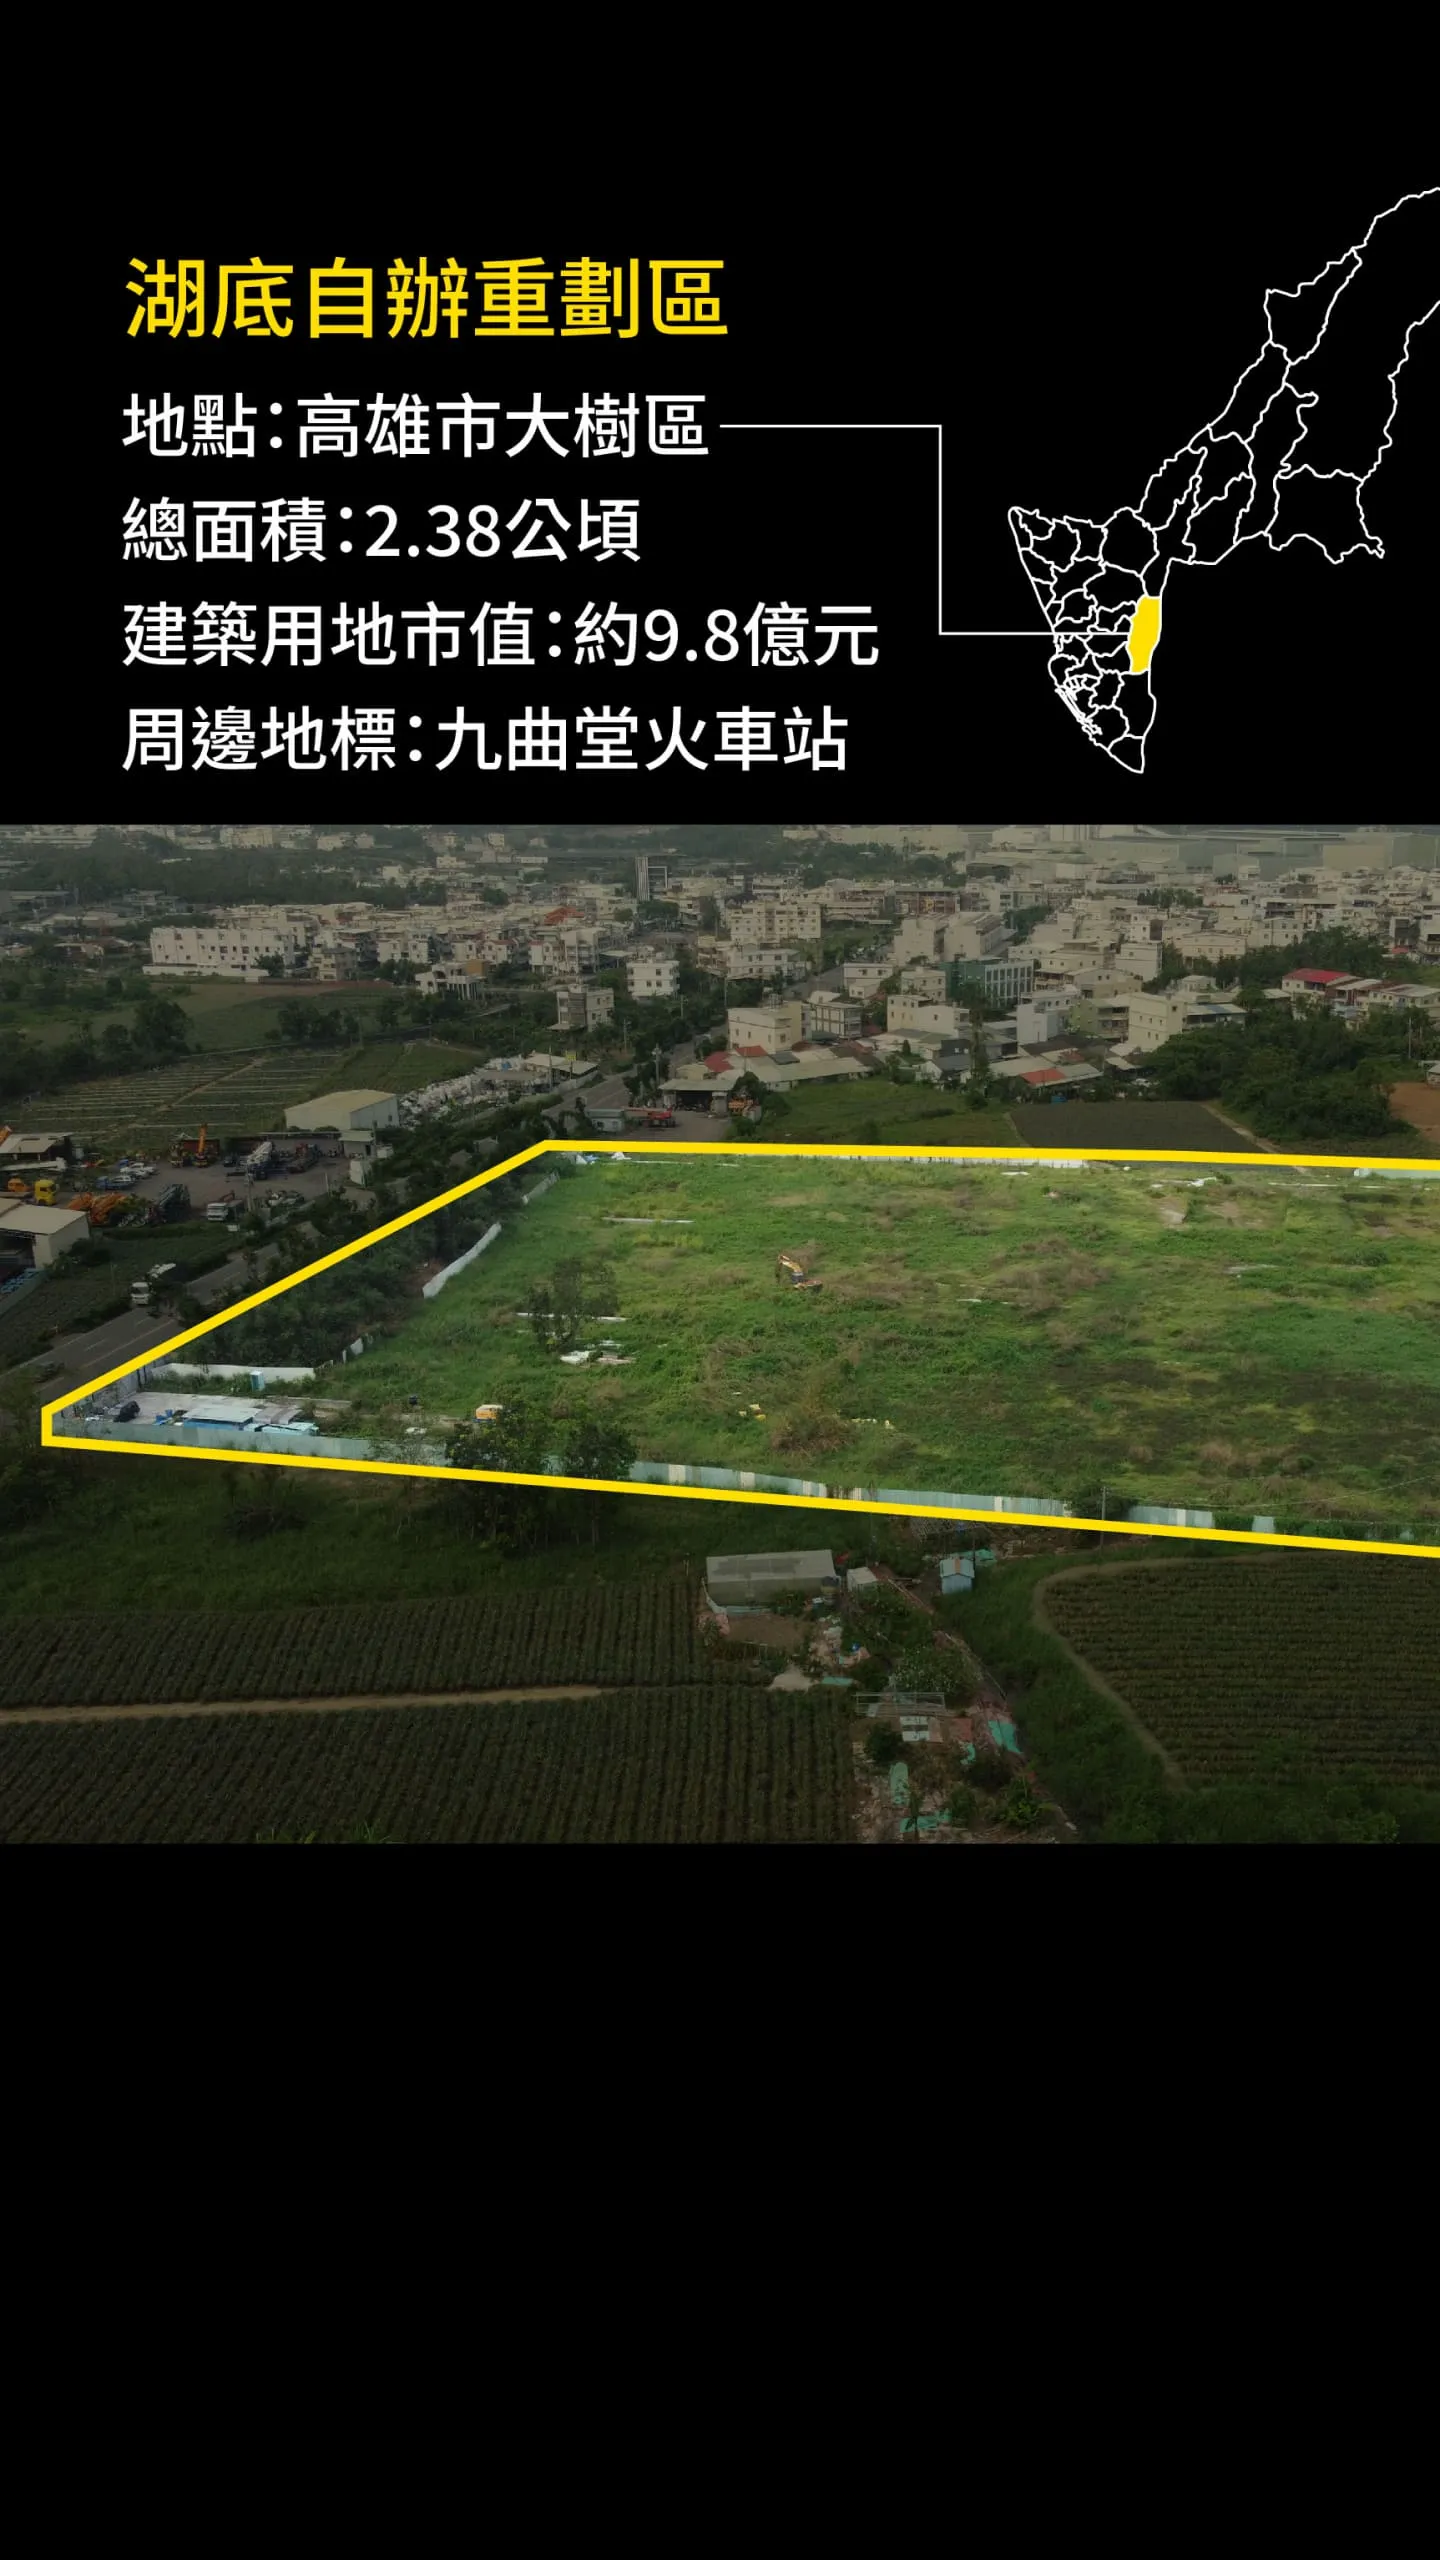 湖底自辦重劃區
地點：高雄市大樹區
總面積：2.38公頃
建築用地市值：約9.8億元
周邊地標：九曲堂火車站